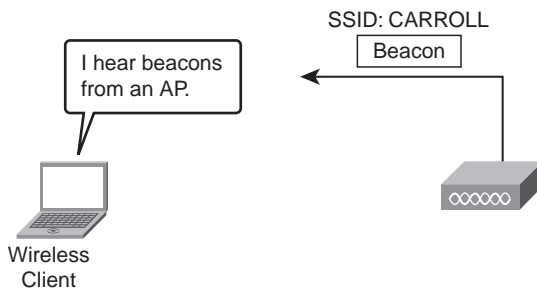 SSID: CARROLL
Beacon
I hear beacons
from an AP.
Wireless
Client